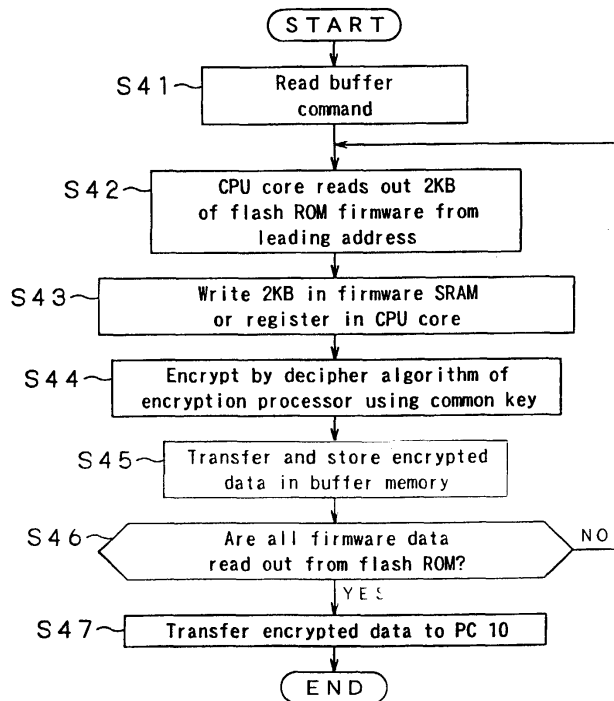 START
S41
Read buffer
command
S42
CPU core reads out 2KB
of flash ROM firmware from
leading address
S43
Write 2KB in firmware SRAM
or register in CPU core
S44
Encrypt by decipher algorithm of
encryption processor using common key
S45
Transfer and store encrypted
data in buffer memory
S46
Are all firmware data
read out from flash ROM?
NO
YES
S47
Transfer encrypted data to PC 10
END